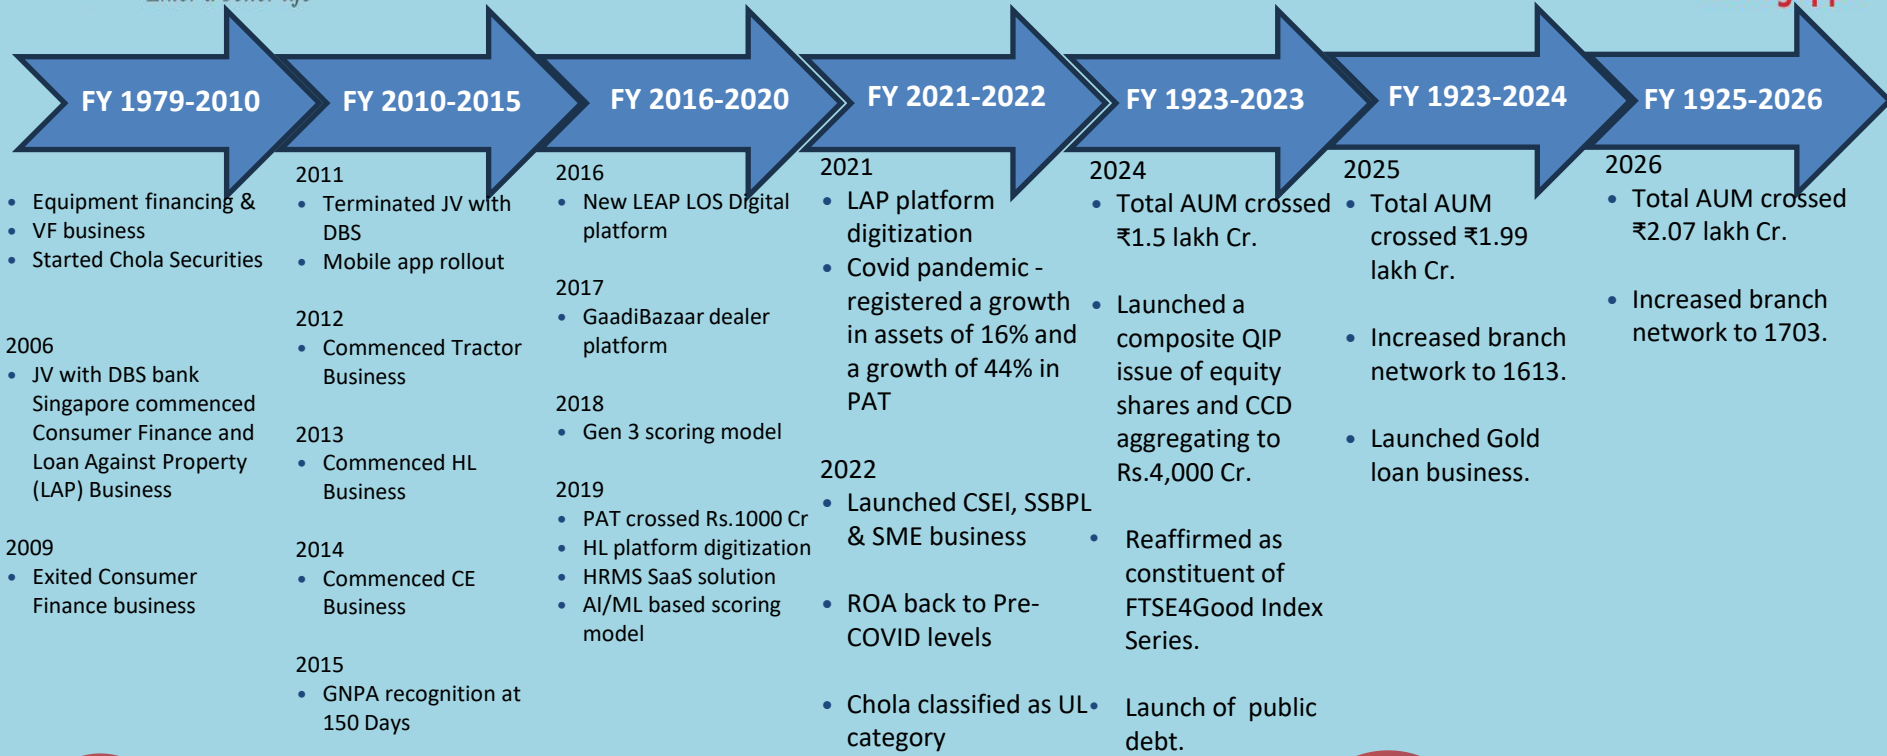 Enter a better life
FY 1979-2010
FY 2010-2015
FY 2016-2020
FY 2021-2022
FY 1923-2023
FY 1923-2024
FY 1925-2026
• Equipment financing &
• VF business
• Started Chola Securities
2006
• JV with DBS bank
Singapore commenced
Consumer Finance and
Loan Against Property
(LAP) Business
2009
• Exited Consumer
Finance business
2011
• Terminated JV with
DBS
• Mobile app rollout
2012
• Commenced Tractor
Business
2013
• Commenced HL
Business
2014
• Commenced CE
Business
2015
• GNPA recognition at
150 Days
2016
• New LEAP LOS Digital
platform
2017
• GaadiBazaar dealer
platform
2018
• Gen 3 scoring model
2019
• PAT crossed Rs.1000 Cr
• HL platform digitization
• HRMS SaaS solution
• AI/ML based scoring
model
2021
• LAP platform
digitization
• Covid pandemic -
registered a growth
in assets of 16% and
a growth of 44% in
PAT
2022
• Launched CSEl, SSBPL
& SME business
• ROA back to Pre-
COVID levels
• Chola classified as UL
category
2024
• Total AUM crossed
₹1.5 lakh Cr.
• Launched a
composite QIP
issue of equity
shares and CCD
aggregating to
Rs.4,000 Cr.
• Reaffirmed as
constituent of
FTSE4Good Index
Series.
• Launch of public
debt.
2025
• Total AUM
crossed ₹1.99
lakh Cr.
• Increased branch
network to 1613.
• Launched Gold
loan business.
2026
• Total AUM crossed
₹2.07 lakh Cr.
• Increased branch
network to 1703.